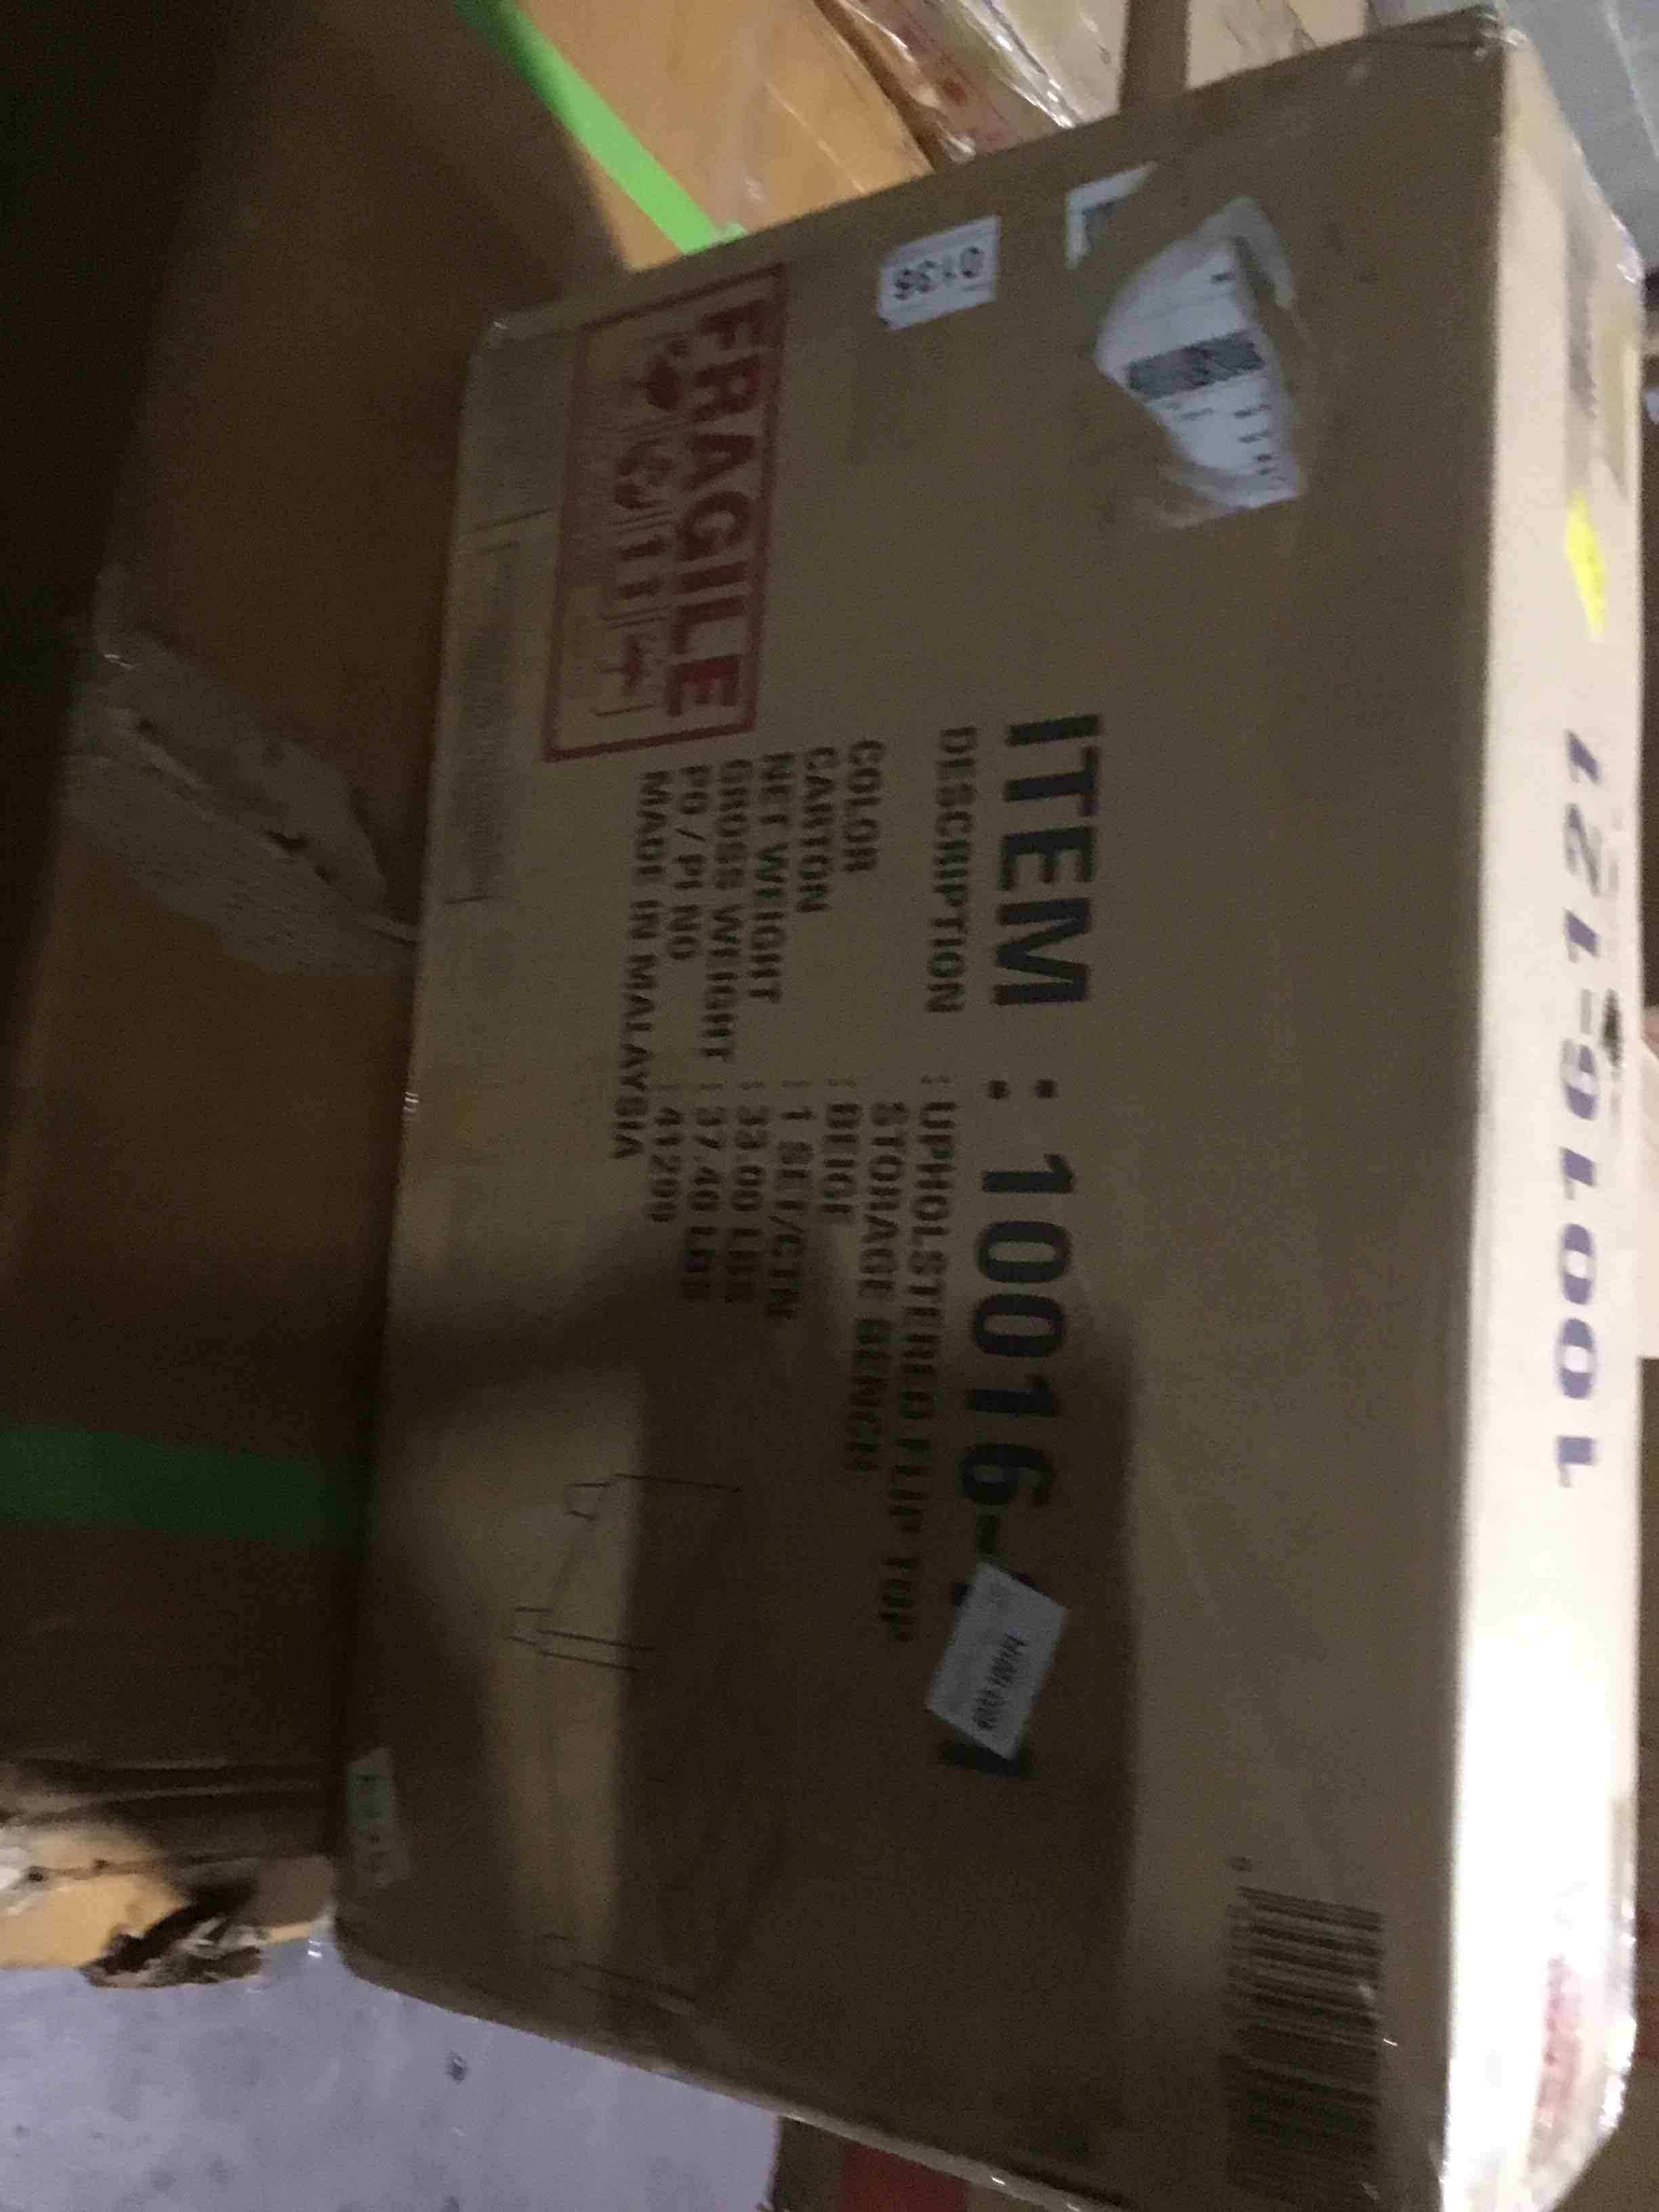 10016-121
0136
FRAGILE
ITEM : 10016-
DESCRIPTION : UPHOLSTERED FLIP TOP
STORAGE BENCH
COLOR : BEIGE
CARTON : 1 SET/CTN
NET WEIGHT : 33.00 LBS
GROSS WEIGHT : 37.40 LBS
PO / PI NO : 41299
MADE IN MALAYSIA